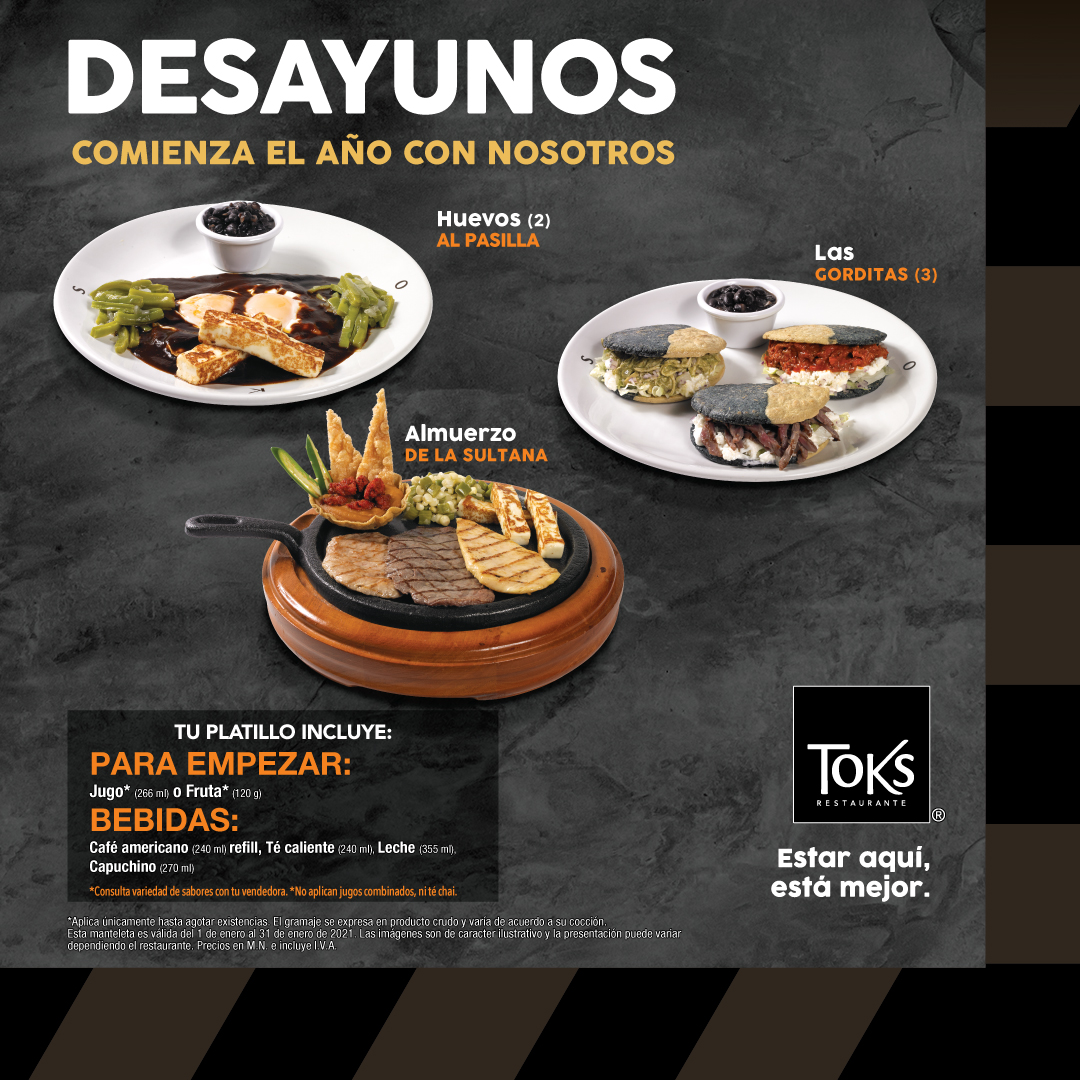 DESAYUNOS
COMIENZA EL AÑO CON NOSOTROS
Huevos (2)
AL PASILLA
Las
GORDITAS (3)
S
O
K
S
O
Almuerzo
DE LA SULTANA
TU PLATILLO INCLUYE:
PARA EMPEZAR:
Jugo* (266 ml) o Fruta* (120 g)
BEBIDAS:
Café americano (240 ml) refill, Té caliente (240 ml), Leche (355 ml),
Capuchino (270 ml)
*Consulta variedad de sabores con tu vendedora. *No aplican jugos combinados, ni té chai.
TOKS
RESTAURANTE
®
Estar aquí,
está mejor.
*Aplica únicamente hasta agotar existencias. El gramaje se expresa en producto crudo y varia de acuerdo a su cocción.
Esta manteleta es válida del 1 de enero al 31 de enero de 2021. Las imágenes son de caracter ilustrativo y la presentación puede variar
dependiendo el restaurante. Precios en M.N. e incluye I.V.A.